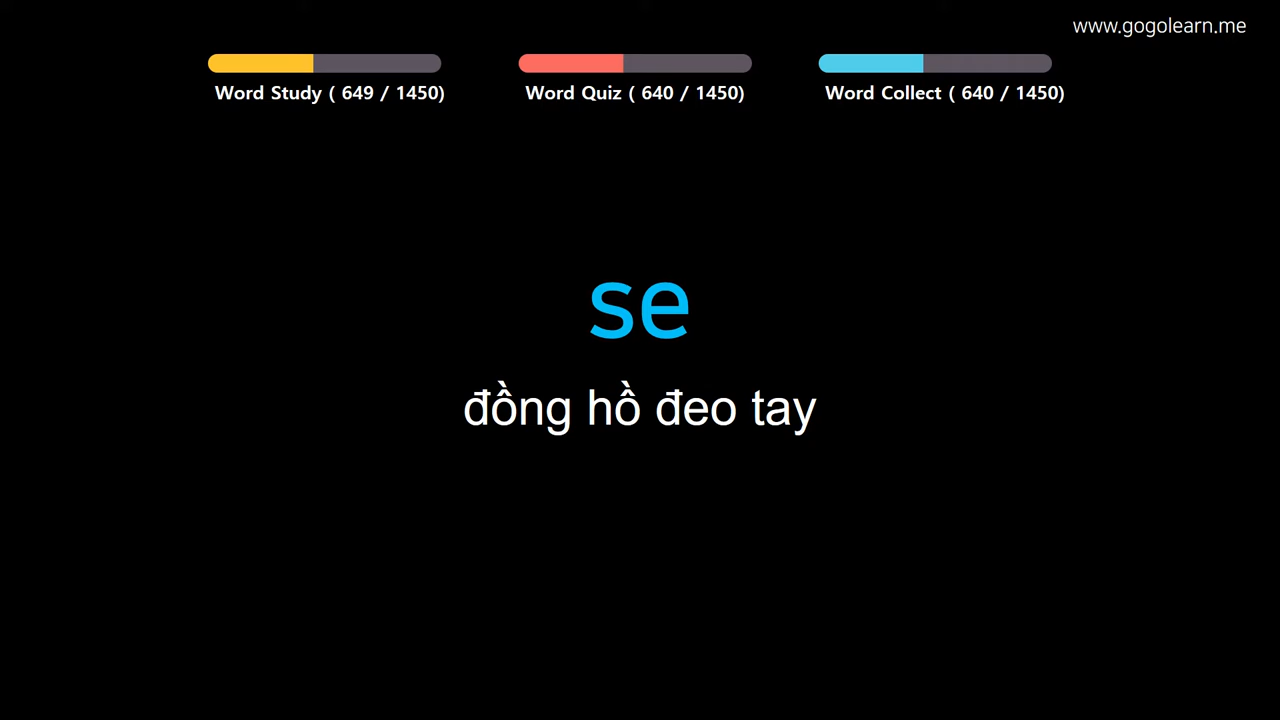 www.gogolearn.me
Word Study ( 649 / 1450)
Word Quiz ( 640 / 1450)
Word Collect ( 640 / 1450)
se
đồng hồ đeo tay